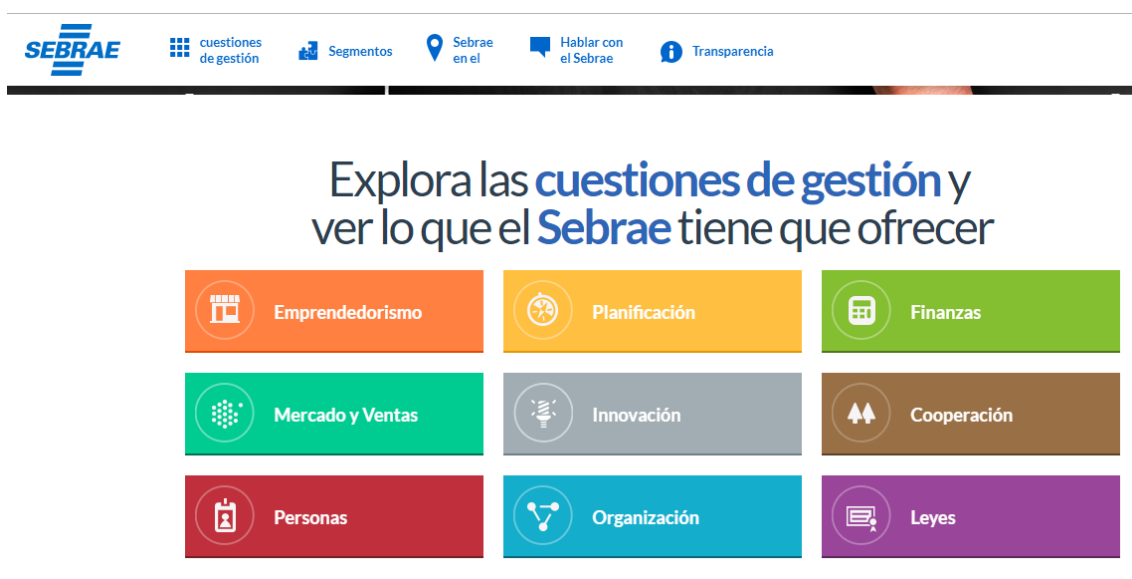 SEBRAE
cuestiones
de gestión
Segmentos
Sebrae
en el
Hablar con
el Sebrae
Transparencia
Explora las cuestiones de gestión y
ver lo que el Sebrae tiene que ofrecer
Emprendedorismo
Planificación
Finanzas
Mercado y Ventas
Innovación
Cooperación
Personas
Organización
Leyes